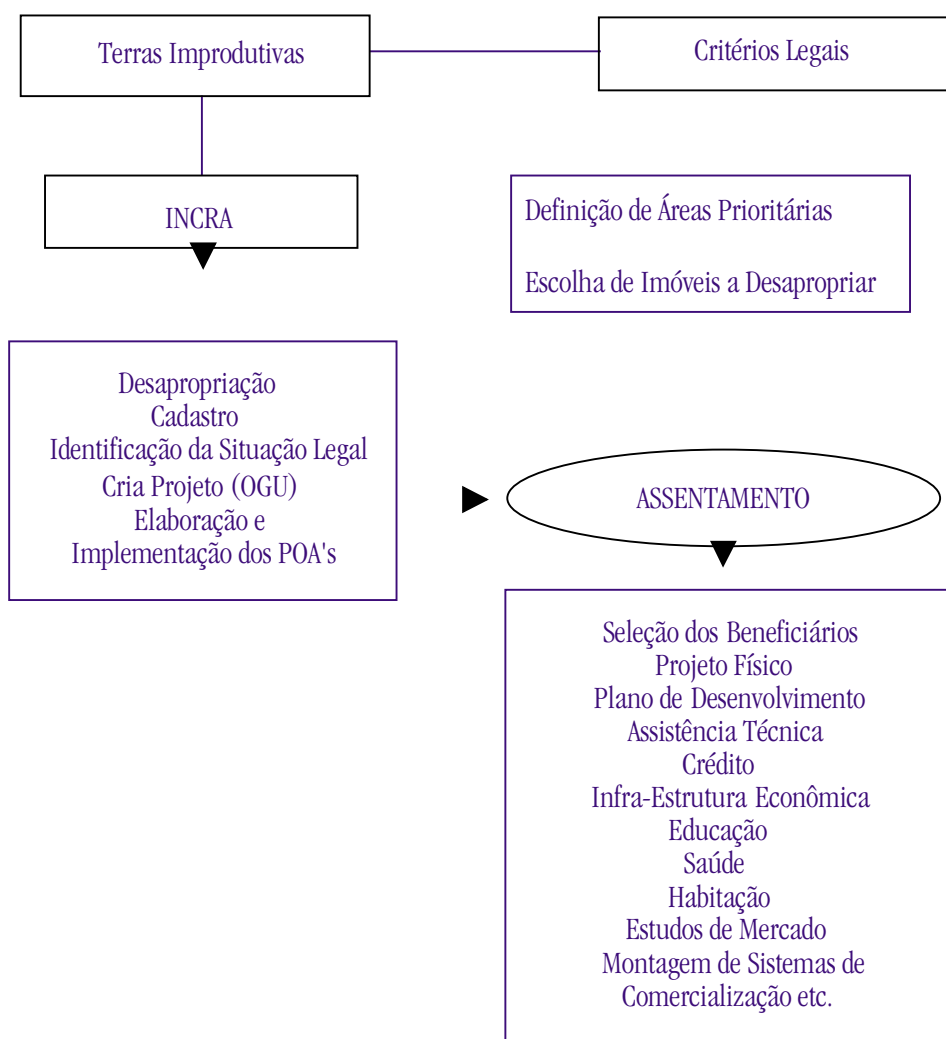 Terras Improdutivas
Critérios Legais
INCRA
Definição de Áreas Prioritárias
Escolha de Imóveis a Desapropriar
Desapropriação
Cadastro
Identificação da Situação Legal
Cria Projeto (OGU)
Elaboração e
Implementação dos POA's
ASSENTAMENTO
Seleção dos Beneficiários
Projeto Físico
Plano de Desenvolvimento
Assistência Técnica
Crédito
Infra-Estrutura Econômica
Educação
Saúde
Habitação
Estudos de Mercado
Montagem de Sistemas de
Comercialização etc.